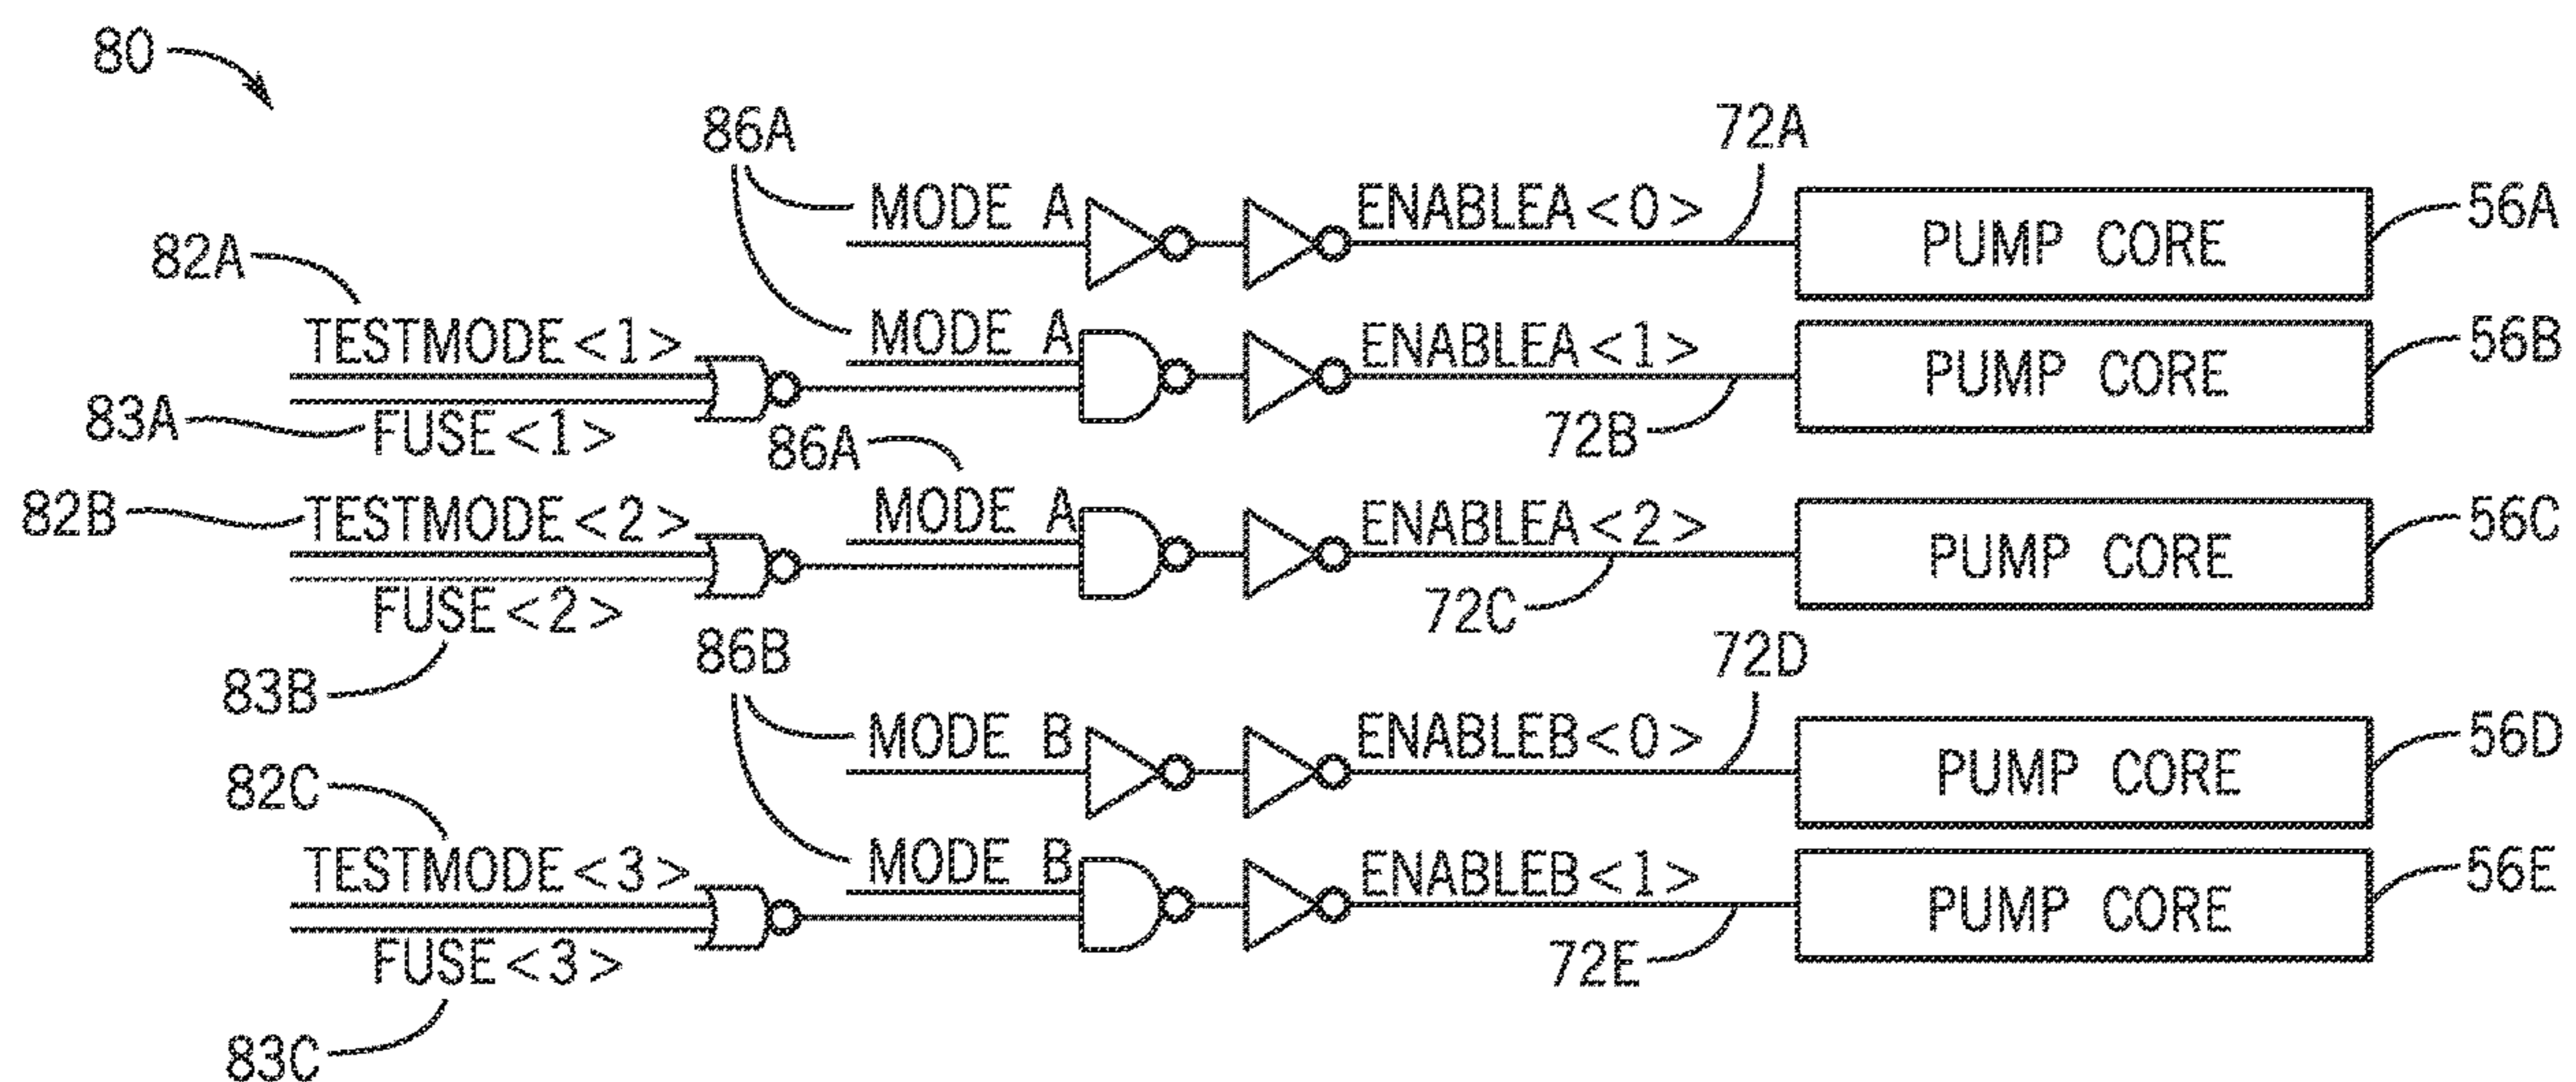 80
86A
72A
MODE A
ENABLEA<0>
PUMP CORE
56A
82A
TESTMODE<1>
MODE A
ENABLEA<1>
PUMP CORE
56B
83A
FUSE<1>
86A
72B
82B
TESTMODE<2>
MODE A
ENABLEA<2>
PUMP CORE
56C
FUSE<2>
72C
83B
86B
72D
MODE B
ENABLEB<0>
PUMP CORE
56D
82C
TESTMODE<3>
MODE B
ENABLEB<1>
PUMP CORE
56E
FUSE<3>
72E
83C